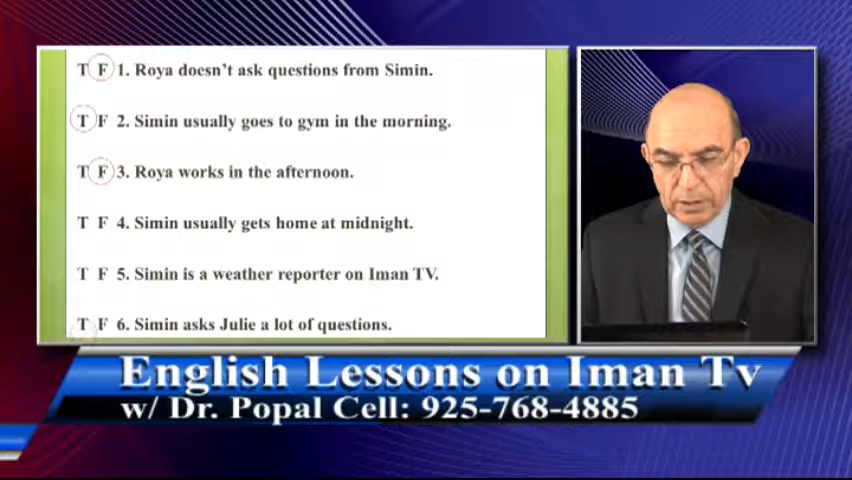 T F 1. Roya doesn't ask questions from Simin.
T F 2. Simin usually goes to gym in the morning.
T F 3. Roya works in the afternoon.
T F 4. Simin usually gets home at midnight.
T F 5. Simin is a weather reporter on Iman TV.
T F 6. Simin asks Julie a lot of questions.
English Lessons on Iman Tv
w/ Dr. Popal Cell: 925-768-4885